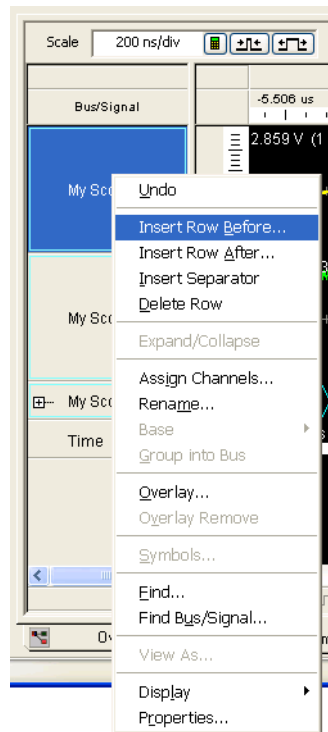 Scale 200 ns/div
Bus/Signal -5.506 us
2.859 V (1
My Sco
My Sco
My Sco
Time
Undo
Insert Row Before...
Insert Row After...
Insert Separator
Delete Row
Expand/Collapse
Assign Channels...
Rename...
Base
Group into Bus
Overlay...
Overlay Remove
Symbols...
Find...
Find Bus/Signal...
View As...
Display
Properties...
Ov